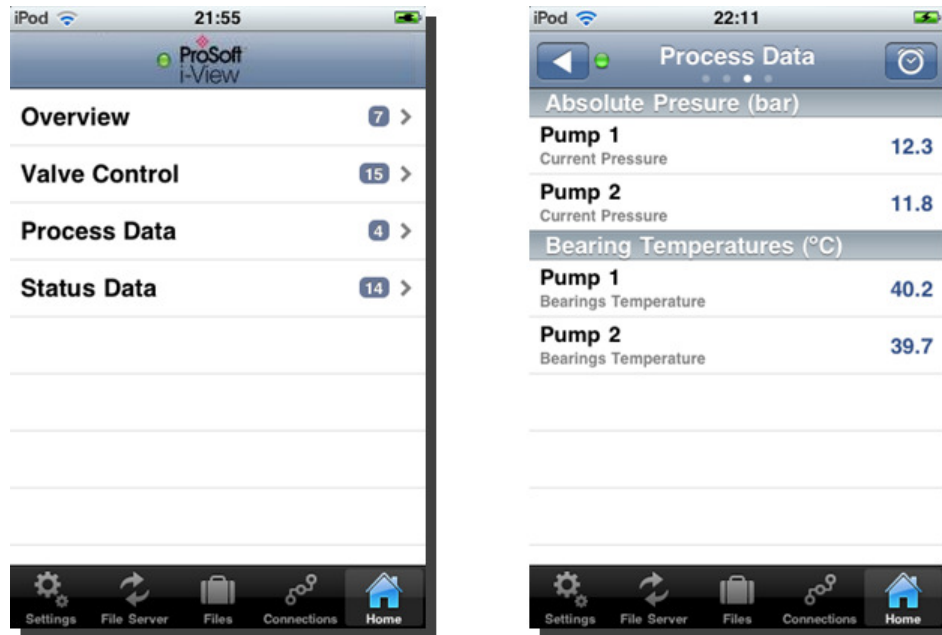 iPod 21:55
ProSoft
i-View
Overview 7
Valve Control 15
Process Data 4
Status Data 14
Settings File Server Files Connections Home
iPod 22:11
Process Data
Absolute Presure (bar)
Pump 1
Current Pressure 12.3
Pump 2
Current Pressure 11.8
Bearing Temperatures (°C)
Pump 1
Bearings Temperature 40.2
Pump 2
Bearings Temperature 39.7
Settings File Server Files Connections Home